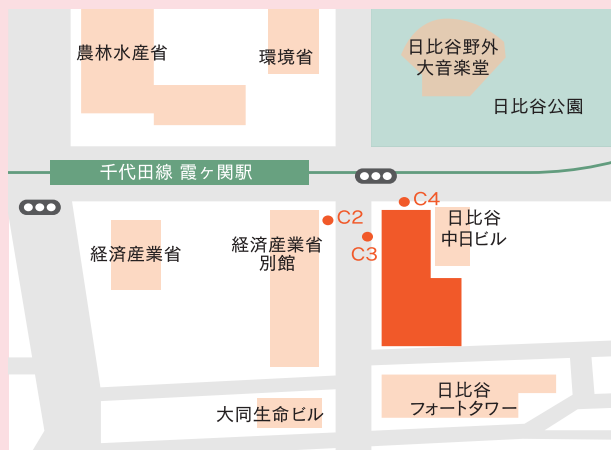 農林水産省
環境省
日比谷野外
大音楽堂
日比谷公園
千代田線 霞ヶ関駅
C4
C2
C3
日比谷
中日ビル
経済産業省
経済産業省
別館
日比谷
フォートタワー
大同生命ビル